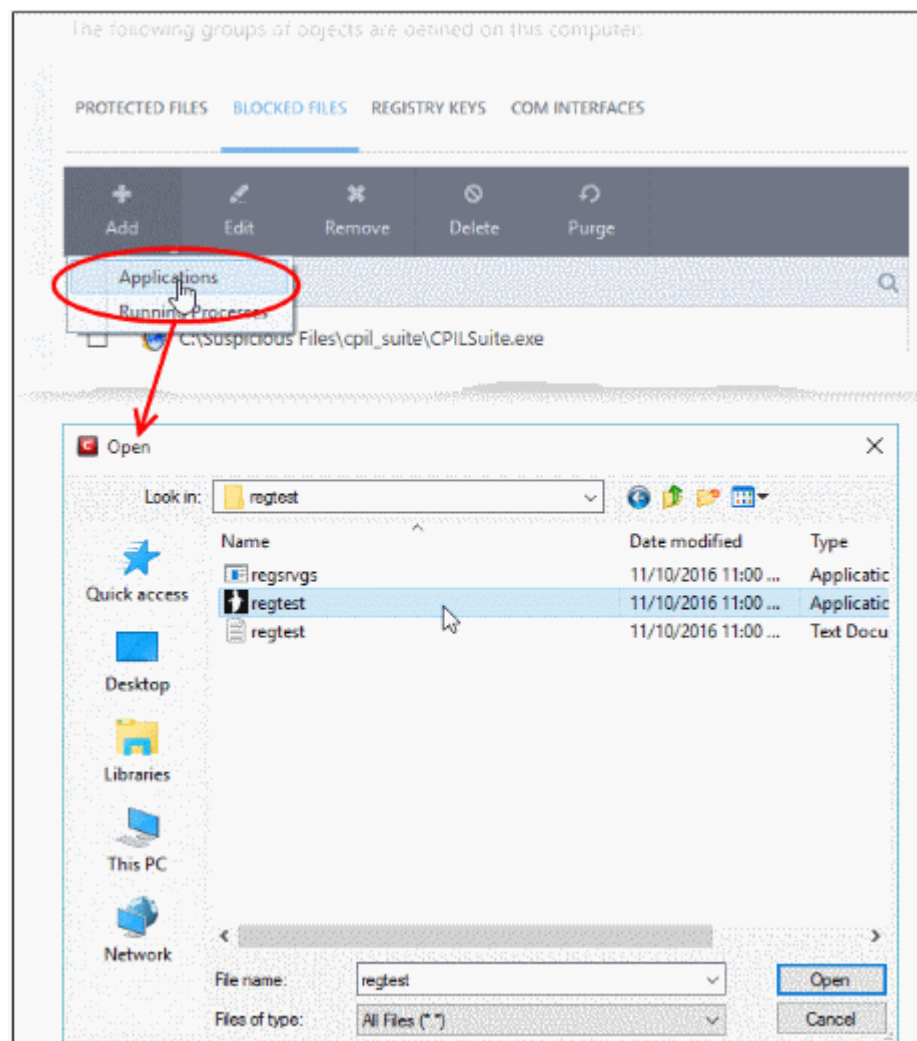 The following groups of objects are defined on this computer:
PROTECTED FILES BLOCKED FILES REGISTRY KEYS COM INTERFACES
Add Edit Remove Delete Purge
Applications
Running Processes
C:\Suspicious Files\cpil_suite\CPILSuite.exe
Open
Look in: regtest
Name Date modified Type
regsrvgs 11/10/2016 11:00 ... Applicatic
regtest 11/10/2016 11:00 ... Applicatic
regtest 11/10/2016 11:00 ... Text Docu
Quick access
Desktop
Libraries
This PC
Network
File name: regtest Open
Files of type: All Files (*.*) Cancel